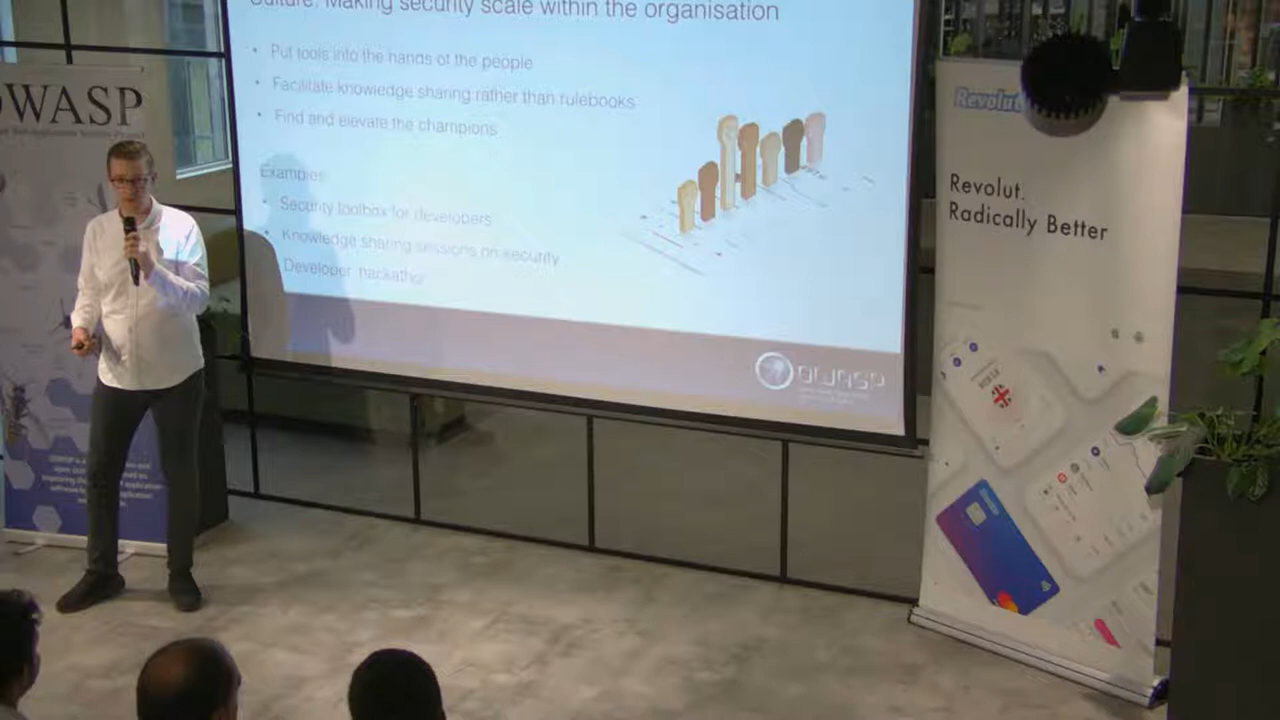 Culture: Making security scale within the organisation
• Put tools into the hands of the people
• Facilitate knowledge sharing rather than rulebooks
• Find and elevate the champions
Examples
• Security toolbox for developers
• Knowledge sharing sessions on security
Developer hackathon
OWASP
OWASP
Revolut
Revolut.
Radically Better